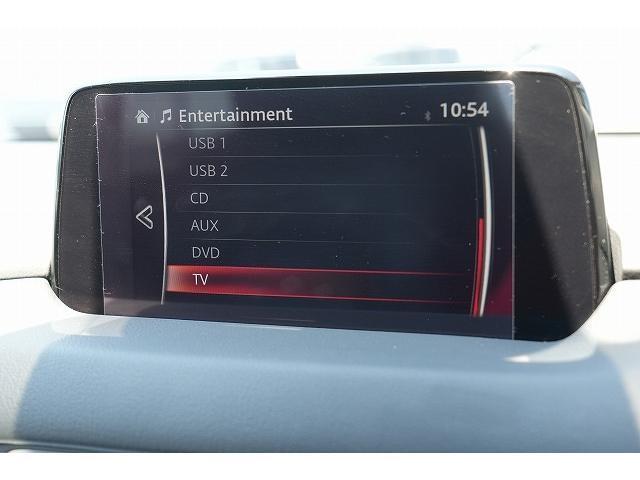 Entertainment 10:54
USB 1
USB 2
CD
AUX
DVD
TV